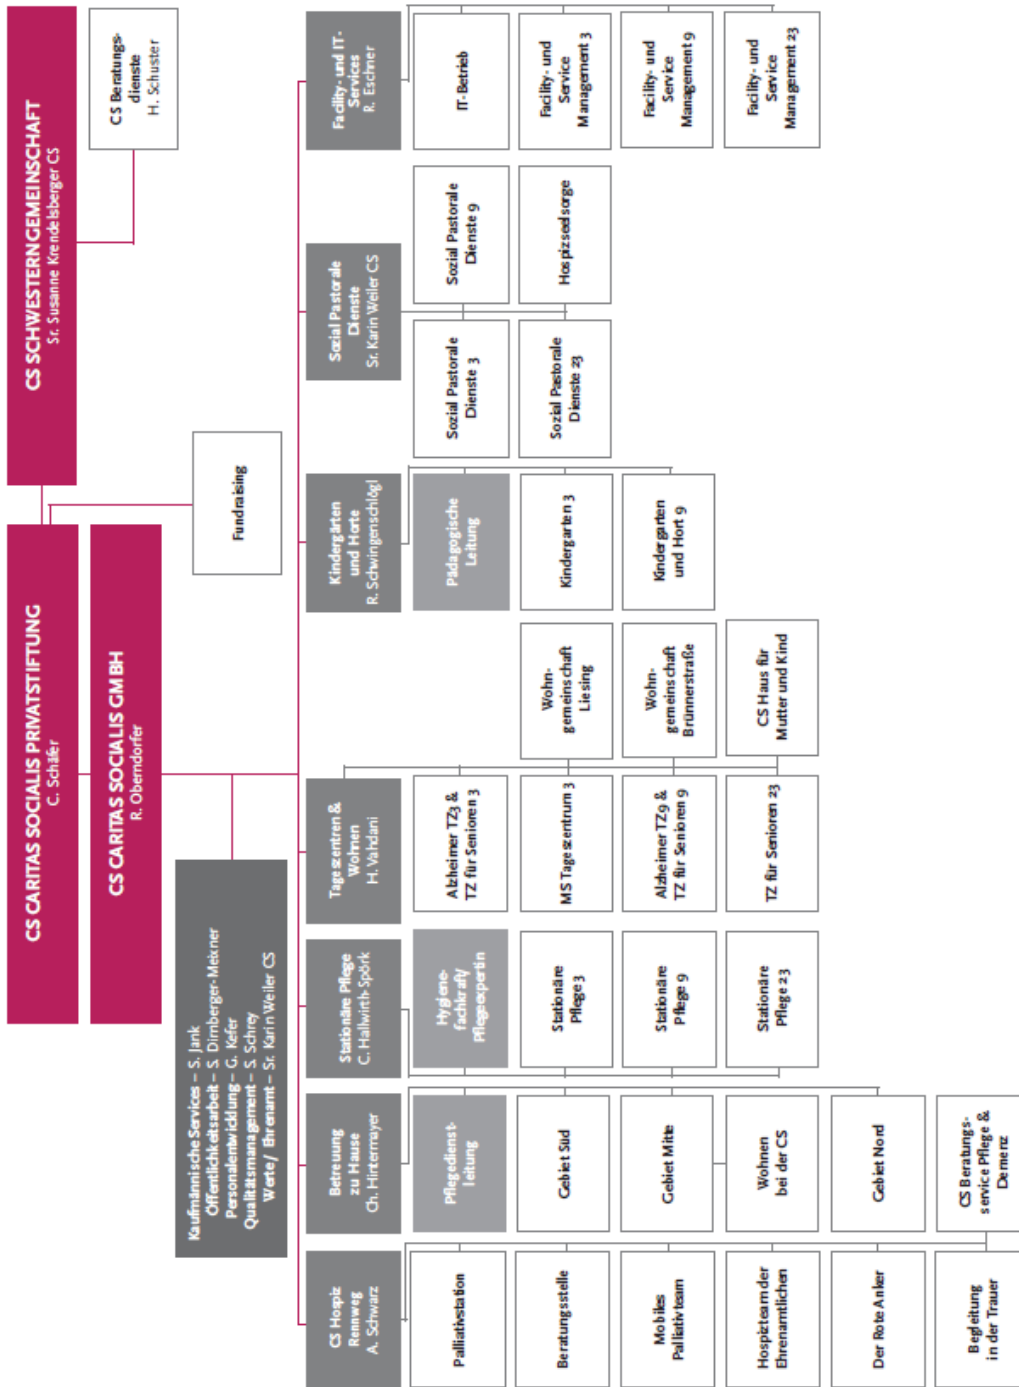 CS SCHWESTERNGEMEINSCHAFT
Sr. Susanne Krendelsberger CS
CS Beratungs-
dienste
H. Schuster
CS CARITAS SOCIALIS PRIVATSTIFTUNG
C. Schäfer
Fundraising
CS CARITAS SOCIALIS GMBH
R. Oberndorfer
Kaufmännische Services – S. Jank
Öffentlichkeitsarbeit – S. Dirnberger-Meixner
Personalentwicklung – G. Kefer
Qualitätsmanagement – S. Schrey
Werte/ Ehrenamt – Sr. Karin Weiler CS
CS Hospiz
Rennweg
A. Schwarz
Palliativstation
Beratungsstelle
Mobiles
Palliativteam
Hospizteam der
Ehrenamtlichen
Der Rote Anker
Begleitung
in der Trauer
Betreuung
zu Hause
Ch. Hintermayer
Pflegedienst-
leitung
Gebiet Süd
Gebiet Mitte
Wohnen
bei der CS
Gebiet Nord
CS Beratungs-
service Pflege &
Demenz
Stationäre Pflege
C. Hallwirth-Spörk
Hygiene-
fachkraft/
Pflegeexpertin
Stationäre
Pflege 3
Stationäre
Pflege 9
Stationäre
Pflege 23
Tageszentren &
Wohnen
H. Vahdani
Alzheimer TZ3 &
TZ für Senioren 3
MS Tageszentrum 3
Alzheimer TZ9 &
TZ für Senioren 9
TZ für Senioren 23
Wohn-
gemeinschaft
Liesing
Wohn-
gemeinschaft
Brünnerstraße
CS Haus für
Mutter und Kind
Kindergärten
und Horte
R. Schwingenschlögl
Pädagogische
Leitung
Kindergarten 3
Kindergarten
und Hort 9
Sozial Pastorale
Dienste
Sr. Karin Weiler CS
Sozial Pastorale
Dienste 3
Sozial Pastorale
Dienste 9
Sozial Pastorale
Dienste 23
Hospizseelsorge
Facility- und IT-
Services
R. Eschner
IT-Betrieb
Facility- und
Service
Management 3
Facility- und
Service
Management 9
Facility- und
Service
Management 23